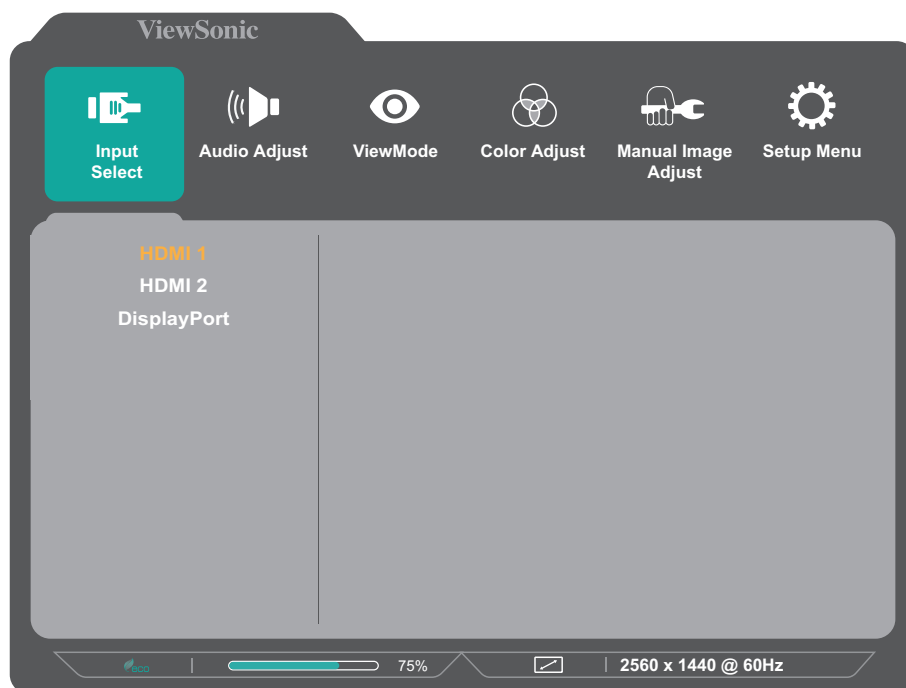 ViewSonic
Input
Select
Audio Adjust
ViewMode
Color Adjust
Manual Image
Adjust
Setup Menu
HDMI 1
HDMI 2
DisplayPort
eco
75%
2560 x 1440 @ 60Hz